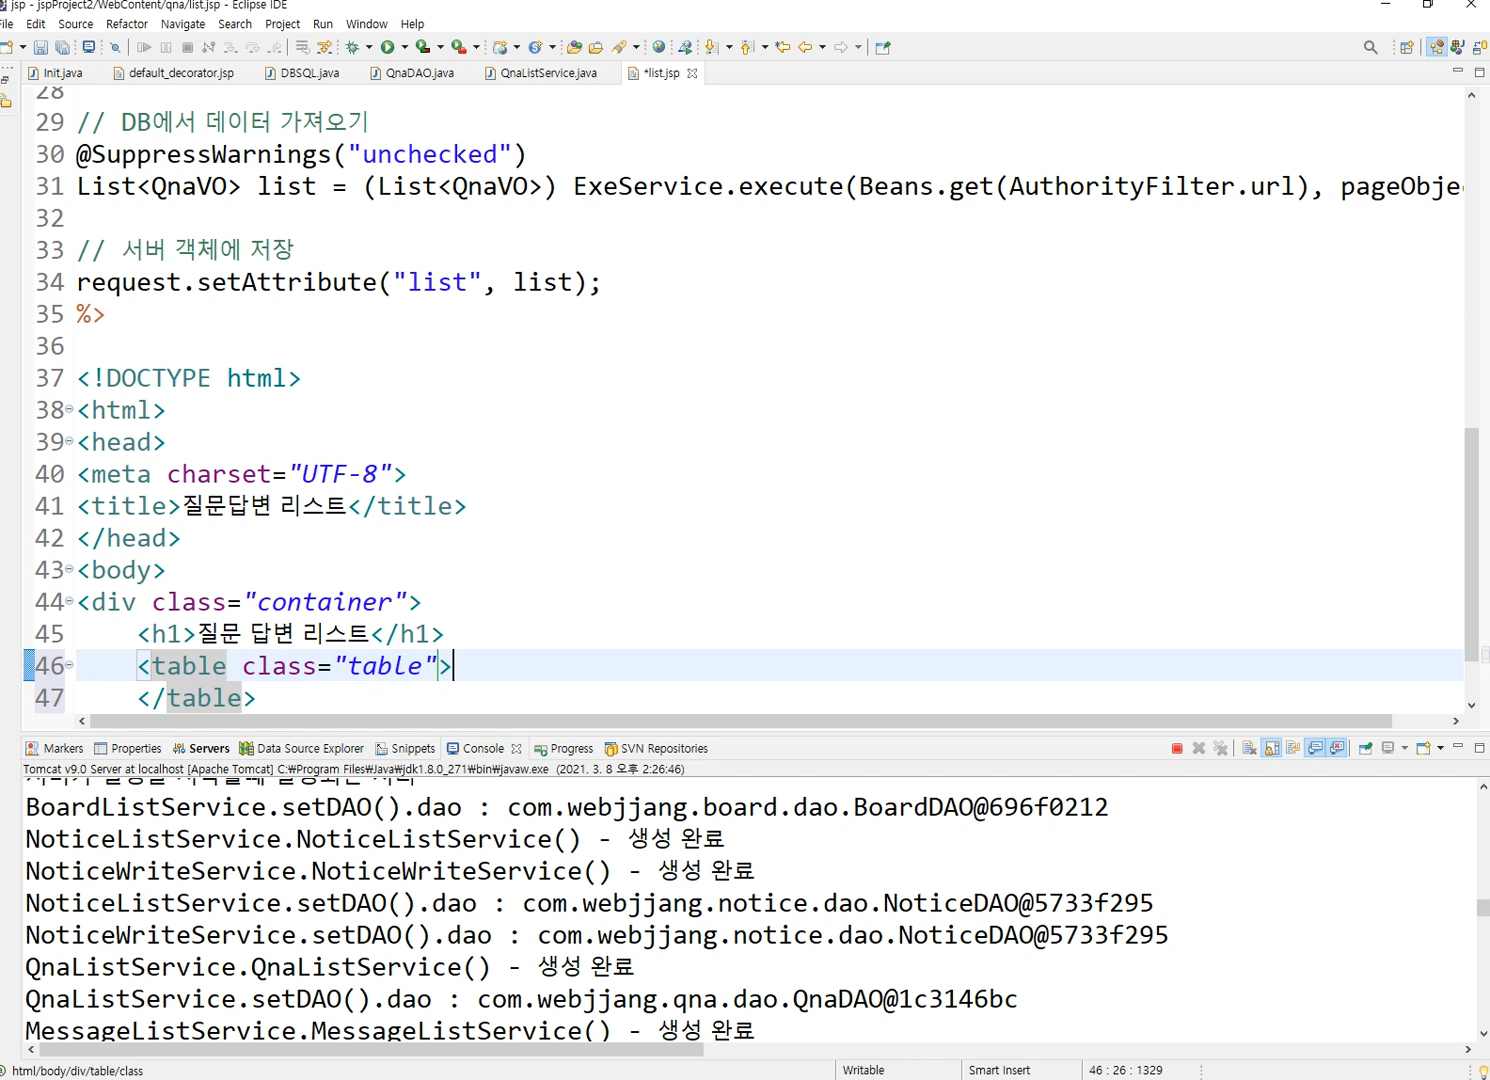 jsp - jspProject2/WebContent/qna/list.jsp - Eclipse IDE
File Edit Source Refactor Navigate Search Project Run Window Help
Init.java default_decorator.jsp DBSQL.java QnaDAO.java QnaListService.java *list.jsp
28
29 // DB에서 데이터 가져오기
30 @SuppressWarnings("unchecked")
31 List<QnaVO> list = (List<QnaVO>) ExeService.execute(Beans.get(AuthorityFilter.url), pageObje
32
33 // 서버 객체에 저장
34 request.setAttribute("list", list);
35 %>
36
37 <!DOCTYPE html>
38 <html>
39 <head>
40 <meta charset="UTF-8">
41 <title>질문답변 리스트</title>
42 </head>
43 <body>
44 <div class="container">
45 <h1>질문 답변 리스트</h1>
46 <table class="table">
47 </table>
Markers Properties Servers Data Source Explorer Snippets Console Progress SVN Repositories
Tomcat v9.0 Server at localhost [Apache Tomcat] C:₩Program Files₩Java₩jdk1.8.0_271₩bin₩javaw.exe (2021. 3. 8 오후 2:26:46)
BoardListService.setDAO().dao : com.webjjang.board.dao.BoardDAO@696f0212
NoticeListService.NoticeListService() - 생성 완료
NoticeWriteService.NoticeWriteService() - 생성 완료
NoticeListService.setDAO().dao : com.webjjang.notice.dao.NoticeDAO@5733f295
NoticeWriteService.setDAO().dao : com.webjjang.notice.dao.NoticeDAO@5733f295
QnaListService.QnaListService() - 생성 완료
QnaListService.setDAO().dao : com.webjjang.qna.dao.QnaDAO@1c3146bc
MessageListService.MessageListService() - 생성 완료
html/body/div/table/class Writable Smart Insert 46 : 26 : 1329